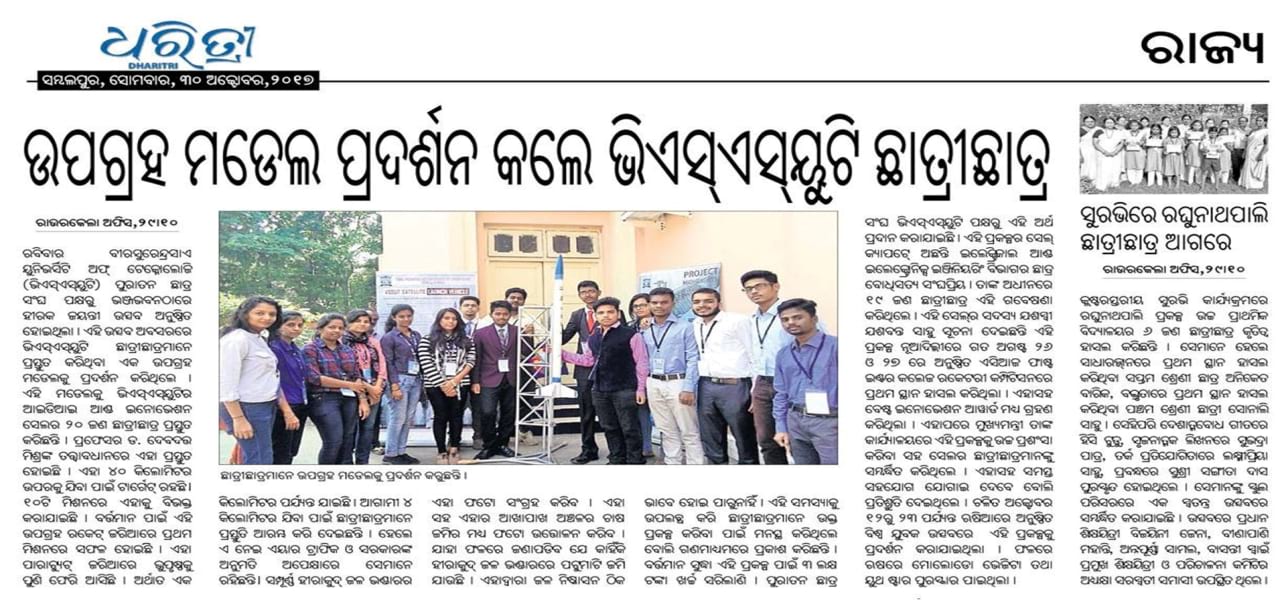 ଧରିତ୍ରୀ
DHARITRI
ସମ୍ବଲପୁର, ସୋମବାର, ୩୦ ଅକ୍ଟୋବର,୨୦୧୭
ରାଜ୍ୟ
ଉପଗ୍ରହ ମଡେଲ ପ୍ରଦର୍ଶନ କଲେ ଭିଏସ୍‌ଏସ୍‌ୟୁଟି ଛାତ୍ରୀଛାତ୍ର
ରାଉରକେଲା ଅଫିସ,୨୯।୧୦
ରବିବାର ବୀରସୁରେନ୍ଦ୍ରସାଏ
ୟୁନିଭର୍ସିଟି ଅଫ୍ ଟେକ୍ନୋଲୋଜି
(ଭିଏସ୍‌ଏସ୍‌ୟୁଟି) ପୁରାତନ ଛାତ୍ର
ସଂଘ ପକ୍ଷରୁ ଭଞ୍ଜଭବନଠାରେ
ହୀରକ ଜୟନ୍ତୀ ଉତ୍ସବ ଅନୁଷ୍ଠିତ
ହୋଇଥିଲା । ଏହି ଉତ୍ସବ ଅବସରରେ
ଭିଏସ୍‌ଏସ୍‌ୟୁଟି ଛାତ୍ରୀଛାତ୍ରମାନେ
ପ୍ରସ୍ତୁତ କରିଥିବା ଏକ ଉପଗ୍ରହ
ମଡେଲକୁ ପ୍ରଦର୍ଶନ କରିଥିଲେ ।
ଏହି ମଡେଲକୁ ଭିଏସ୍‌ଏସ୍‌ୟୁଟିର
ଆଇଡିଆଇ ଆଣ୍ଡ ଇନୋଭେଶନ
ସେଲର ୨୦ ଜଣ ଛାତ୍ରୀଛାତ୍ର ପ୍ରସ୍ତୁତ
କରିଛନ୍ତି । ପ୍ରଫେସର ଡ. ଦେବଦତ୍ତ
ମିଶ୍ରଙ୍କ ତତ୍ତ୍ୱାବଧାନରେ ଏହା ପ୍ରସ୍ତୁତ
ହୋଇଛି । ଏହା ୪୦ କିଲୋମିଟର
ଉପରକୁ ଯିବା ପାଇଁ ଟାର୍ଗେଟ୍ ରହିଛି।
୧୦ଟି ମିଶନରେ ଏହାକୁ ବିଭକ୍ତ
କରାଯାଇଛି । ବର୍ତ୍ତମାନ ପାଇଁ ଏହି
ଉପଗ୍ରହ ରକେଟ୍ ଜରିଆରେ ପ୍ରଥମ
ମିଶନରେ ସଫଳ ହୋଇଛି । ଏହା
ପାରାଚ୍ୟୁଟ୍ ଜରିଆରେ ଭୂପୃଷ୍ଠକୁ
ପୁଣି ଫେରି ଆସିଛି । ଅର୍ଥାତ ଏକ
ଛାତ୍ରୀଛାତ୍ରମାନେ ଉପଗ୍ରହ ମଡେଲକୁ ପ୍ରଦର୍ଶନ କରୁଛନ୍ତି ।
କିଲୋମିଟର ପର୍ଯ୍ୟନ୍ତ ଯାଇଛି। ଆଗାମୀ ୪
କିଲୋମିଟର ଯିବା ପାଇଁ ଛାତ୍ରୀଛାତ୍ରମାନେ
ପ୍ରସ୍ତୁତି ଆରମ୍ଭ କରି ଦେଇଛନ୍ତି । ହେଲେ
ଏ ନେଇ ଏୟାର ଟ୍ରାଫିକ ଓ ସରକାରଙ୍କ
ଅନୁମତି ଅପେକ୍ଷାରେ ସେମାନେ
ରହିଛନ୍ତି। ସମ୍ପୂର୍ଣ୍ଣ ହୀରାକୁଦ ଜଳ ଭଣ୍ଡାରର
ଏହା ଫଟୋ ସଂଗ୍ରହ କରିବ । ଏହା
ସହ ଏହାର ଆଖପାଖ ଅଞ୍ଚଳର ଚାଷ
ଜମିର ମଧ୍ୟ ଫଟୋ ଉତ୍ତୋଳନ କରିବ ।
ଯାହା ଫଳରେ ଜଣାପଡିବ ଯେ କାହିଁକି
ହୀରାକୁଦ ଜଳ ଭଣ୍ଡାରରେ ପଟୁମାଟି ଜମି
ଯାଉଛି । ଏହାଦ୍ୱାରା ଜଳ ନିଷ୍କାସନ ଠିକ
ଭାବେ ହୋଇ ପାରୁନାହିଁ। ଏହି ସମସ୍ୟାକୁ
ଉପଲବ୍ଧ କରି ଛାତ୍ରୀଛାତ୍ରମାନେ ଉକ୍ତ
ପ୍ରକଳ୍ପ କରିବା ପାଇଁ ମନସ୍ଥ କରିଥିଲେ
ବୋଲି ଗଣମାଧ୍ୟମରେ ପ୍ରକାଶ କରିଛନ୍ତି ।
ବର୍ତ୍ତମାନ ସୁଦ୍ଧା ଏହି ପ୍ରକଳ୍ପ ପାଇଁ ୩ ଲକ୍ଷ
ଟଙ୍କା ଖର୍ଚ୍ଚ ସରିଲାଣି । ପୁରାତନ ଛାତ୍ର
ସଂଘ ଭିଏସ୍‌ଏସ୍‌ୟୁଟି ପକ୍ଷରୁ ଏହି ଅର୍ଥ
ପ୍ରଦାନ କରାଯାଇଛି। ଏହି ପ୍ରକଳ୍ପର ସେଲ୍
କ୍ୟାପଟେ୍ ଅଛନ୍ତି ଇଲେକ୍ଟ୍ରିକାଲ ଆଣ୍ଡ
ଇଲେକ୍ଟ୍ରୋନିକ୍ସ ଇଞ୍ଜିନିୟରିଂ ବିଭାଗର ଛାତ୍ର
ବୋଧିସତ୍ୟ ସଂଘପ୍ରିୟ। ତାଙ୍କ ଅଧୀନରେ
୧୯ ଜଣ ଛାତ୍ରୀଛାତ୍ର ଏହି ଗବେଷଣା
କରିଥିଲେ। ଏହି ସେଲ୍‌ର ସଦସ୍ୟ ଯଶସ୍ୱୀ
ଯଶବନ୍ତ ସାହୁ ସୂଚନା ଦେଇଛନ୍ତି ଏହି
ପ୍ରକଳ୍ପ ନୂଆଦିଲ୍ଲୀରେ ଗତ ଅଗଷ୍ଟ ୨୬
ଓ ୨୭ ରେ ଅନୁଷ୍ଠିତ ଏସିଆଜ ଫାଷ୍ଟ
ଇଣ୍ଟର କଲେଜ ରକେଟରୀ କମ୍ପିଟିସନରେ
ପ୍ରଥମ ସ୍ଥାନ ହାସଲ କରିଥିଲା । ଏହାସହ
ବେଷ୍ଟ ଇନୋଭେଶନ ଆୱାର୍ଡ ମଧ୍ୟ ଗ୍ରହଣ
କରିଥିଲା । ଏହାପରେ ମୁଖ୍ୟମନ୍ତ୍ରୀ ତାଙ୍କ
କାର୍ଯ୍ୟାଳୟରେ ଏହି ପ୍ରକଳ୍ପକୁ ଉଚ୍ଚ ପ୍ରଶଂସା
କରିବା ସହ ସେଲର ଛାତ୍ରୀଛାତ୍ରମାନଙ୍କୁ
ସମ୍ବର୍ଦ୍ଧିତ କରିଥିଲେ । ଏହାସହ ସମସ୍ତ
ସହଯୋଗ ଯୋଗାଇ ଦେବେ ବୋଲି
ପ୍ରତିଶ୍ରୁତି ଦେଇଥିଲେ । ଚଳିତ ଅକ୍ଟୋବର
୧୨ରୁ ୨୩ ପର୍ଯ୍ୟନ୍ତ ଋଷିଆରେ ଅନୁଷ୍ଠିତ
ବିଶ୍ୱ ଯୁବକ ଉତ୍ସବରେ ଏହି ପ୍ରକଳ୍ପକୁ
ପ୍ରଦର୍ଶନ କରାଯାଇଥିଲା । ଫଳରେ
ଋଷରେ ମୋଲୋଡୋ ଭେଜିଟା ତଥା
ୟୁଥ ଷ୍ଟାର ପୁରସ୍କାର ପାଇଥିଲା ।
ସୁରଭିରେ ରଘୁନାଥପାଲି
ଛାତ୍ରୀଛାତ୍ର ଆଗରେ
ରାଉରକେଲା ଅଫିସ,୨୯।୧୦
କ୍ଲଷ୍ଟରସ୍ତରୀୟ ସୁରଭି କାର୍ଯ୍ୟକ୍ରମରେ
ରଘୁନାଥପାଲି ପ୍ରକଳ୍ପ ଉଚ୍ଚ ପ୍ରାଥମିକ
ବିଦ୍ୟାଳୟର ୬ ଜଣ ଛାତ୍ରୀଛାତ୍ର କୃତିତ୍ୱ
ହାସଲ କରିଛନ୍ତି । ସେମାନେ ହେଲେ
ସାଧାରଣଜ୍ଞାନରେ ପ୍ରଥମ ସ୍ଥାନ ହାସଲ
କରିଥିବା ସପ୍ତମ ଶ୍ରେଣୀ ଛାତ୍ର ଅନିକେତ
ବାରିକ, ବକ୍ତୃତାରେ ପ୍ରଥମ ସ୍ଥାନ ହାସଲ
କରିଥିବା ପଞ୍ଚମ ଶ୍ରେଣୀ ଛାତ୍ରୀ ସୋନାଲି
ସାହୁ । ସେହିପରି ଦେଶାତ୍ମବୋଧ ଗୀତରେ
ହିସି ଟୁଡୁ, ସୃଜନାତ୍ମକ ଲିଖନରେ ସୁଭଦ୍ରା
ପାତ୍ର, ତର୍କ ପ୍ରତିଯୋଗିତାରେ ଲକ୍ଷ୍ମୀପ୍ରିୟା
ସାହୁ, ପ୍ରବନ୍ଧରେ ସୁଶ୍ରୀ ସଙ୍ଗୀତା ଦାସ
ପୁରସ୍କୃତ ହୋଇଥିଲେ । ସେମାନଙ୍କୁ ସ୍କୁଲ
ପରିସରରେ ଏକ ସ୍ୱତନ୍ତ୍ର ଉତ୍ସବରେ
ସମ୍ବର୍ଦ୍ଧିତ କରାଯାଇଛି । ଉତ୍ସବରେ ପ୍ରଧାନ
ଶିକ୍ଷୟିତ୍ରୀ ବିଜୟିନୀ ଜେନା, ବୀଣାପାଣି
ମହାନ୍ତି, ଅନ୍ନପୂର୍ଣ୍ଣା ସାମଲ, ବାସନ୍ତୀ ସ୍ୱାଇଁ
ପ୍ରମୁଖ ଶିକ୍ଷୟିତ୍ରୀ ଓ ପରିଚାଳନା କମିଟିର
ଅଧ୍ୟକ୍ଷା ସରସ୍ୱତୀ ସମାସୀ ଉପସ୍ଥିତ ଥିଲେ ।
PROJECT